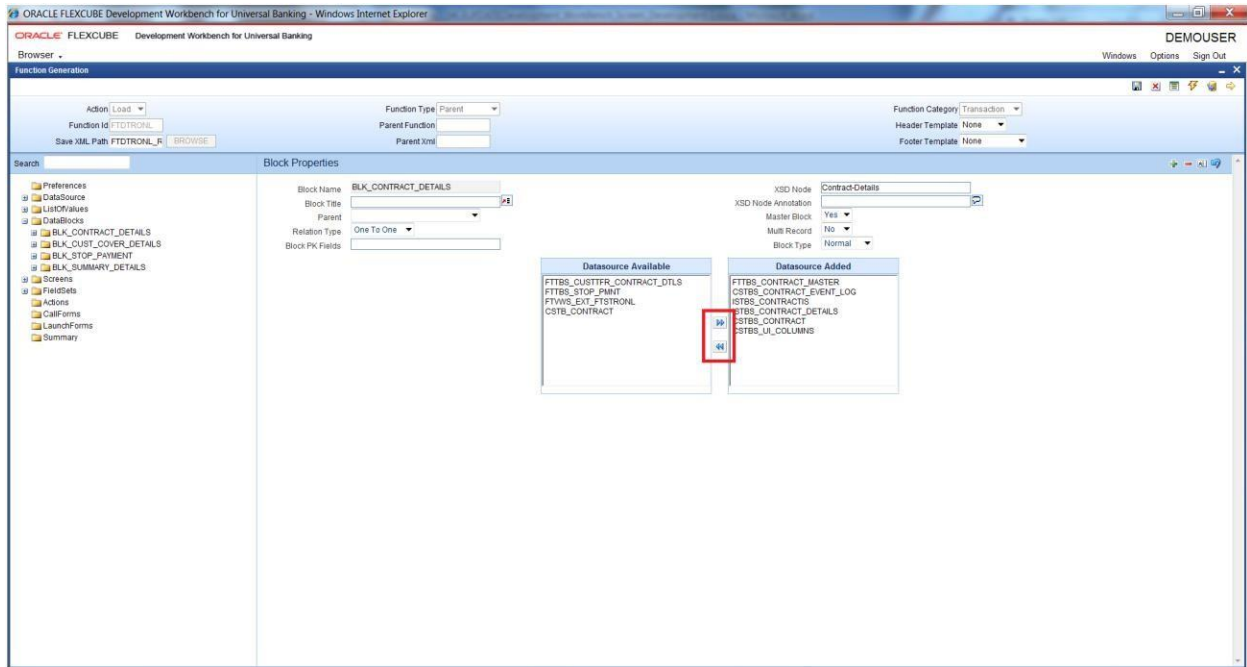 ORACLE FLEXCUBE Development Workbench for Universal Banking - Windows Internet Explorer
ORACLE FLEXCUBE Development Workbench for Universal Banking DEMOUSER
Browser Windows Options Sign Out
Function Generation
Action Load Function Type Parent Function Category Transaction
Function Id FTDTRONL Parent Function Header Template None
Save XML Path FTDTRONL_R BROWSE Parent Xml Footer Template None
Search Block Properties
Preferences
DataSource
ListOfValues
DataBlocks
BLK_CONTRACT_DETAILS
BLK_CUST_COVER_DETAILS
BLK_STOP_PAYMENT
BLK_SUMMARY_DETAILS
Screens
FieldSets
Actions
CallForms
LaunchForms
Summary
Block Name BLK_CONTRACT_DETAILS XSD Node Contract-Details
Block Title XSD Node Annotation
Parent Master Block Yes
Relation Type One To One Multi Record No
Block PK Fields Block Type Normal
Datasource Available
FTTBS_CUSTTFR_CONTRACT_DTLS
FTTBS_STOP_PMNT
FTVWS_EXT_FTSTRONL
CSTB_CONTRACT
Datasource Added
FTTBS_CONTRACT_MASTER
CSTBS_CONTRACT_EVENT_LOG
ISTBS_CONTRACTIS
ISTBS_CONTRACT_DETAILS
CSTBS_CONTRACT
CSTBS_UI_COLUMNS